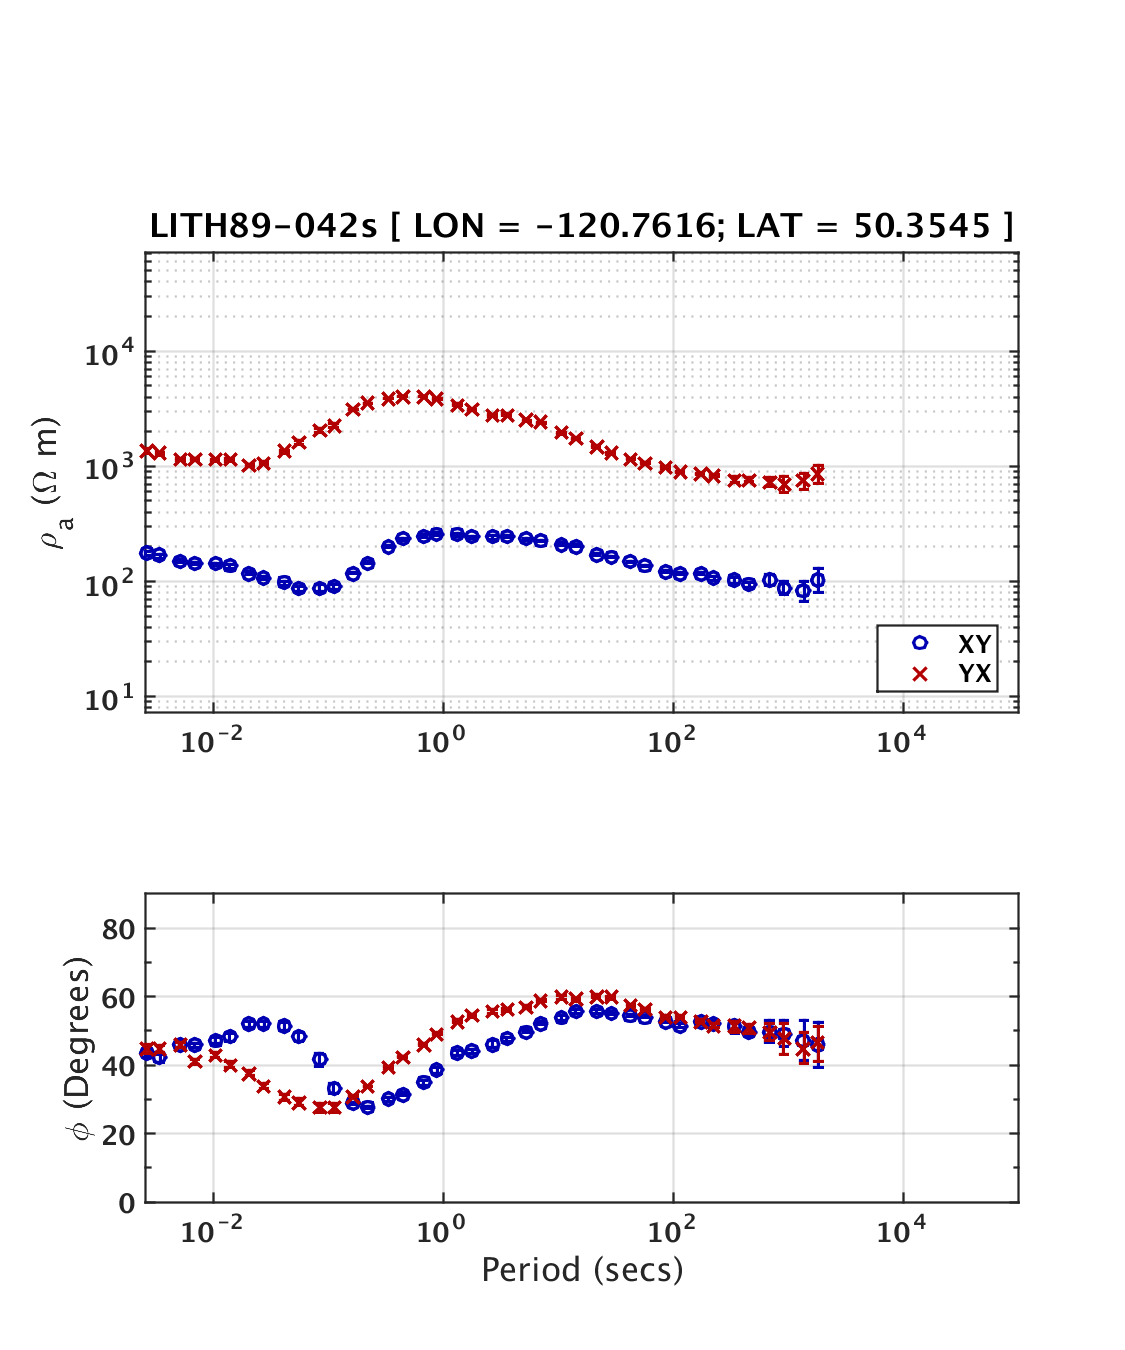 LITH89-042s [ LON = -120.7616; LAT = 50.3545 ]
ρa (Ω m)
10^4
10^3
10^2
10^1
XY
YX
10^-2 10^0 10^2 10^4
φ (Degrees)
80
60
40
20
0
10^-2 10^0 10^2 10^4
Period (secs)